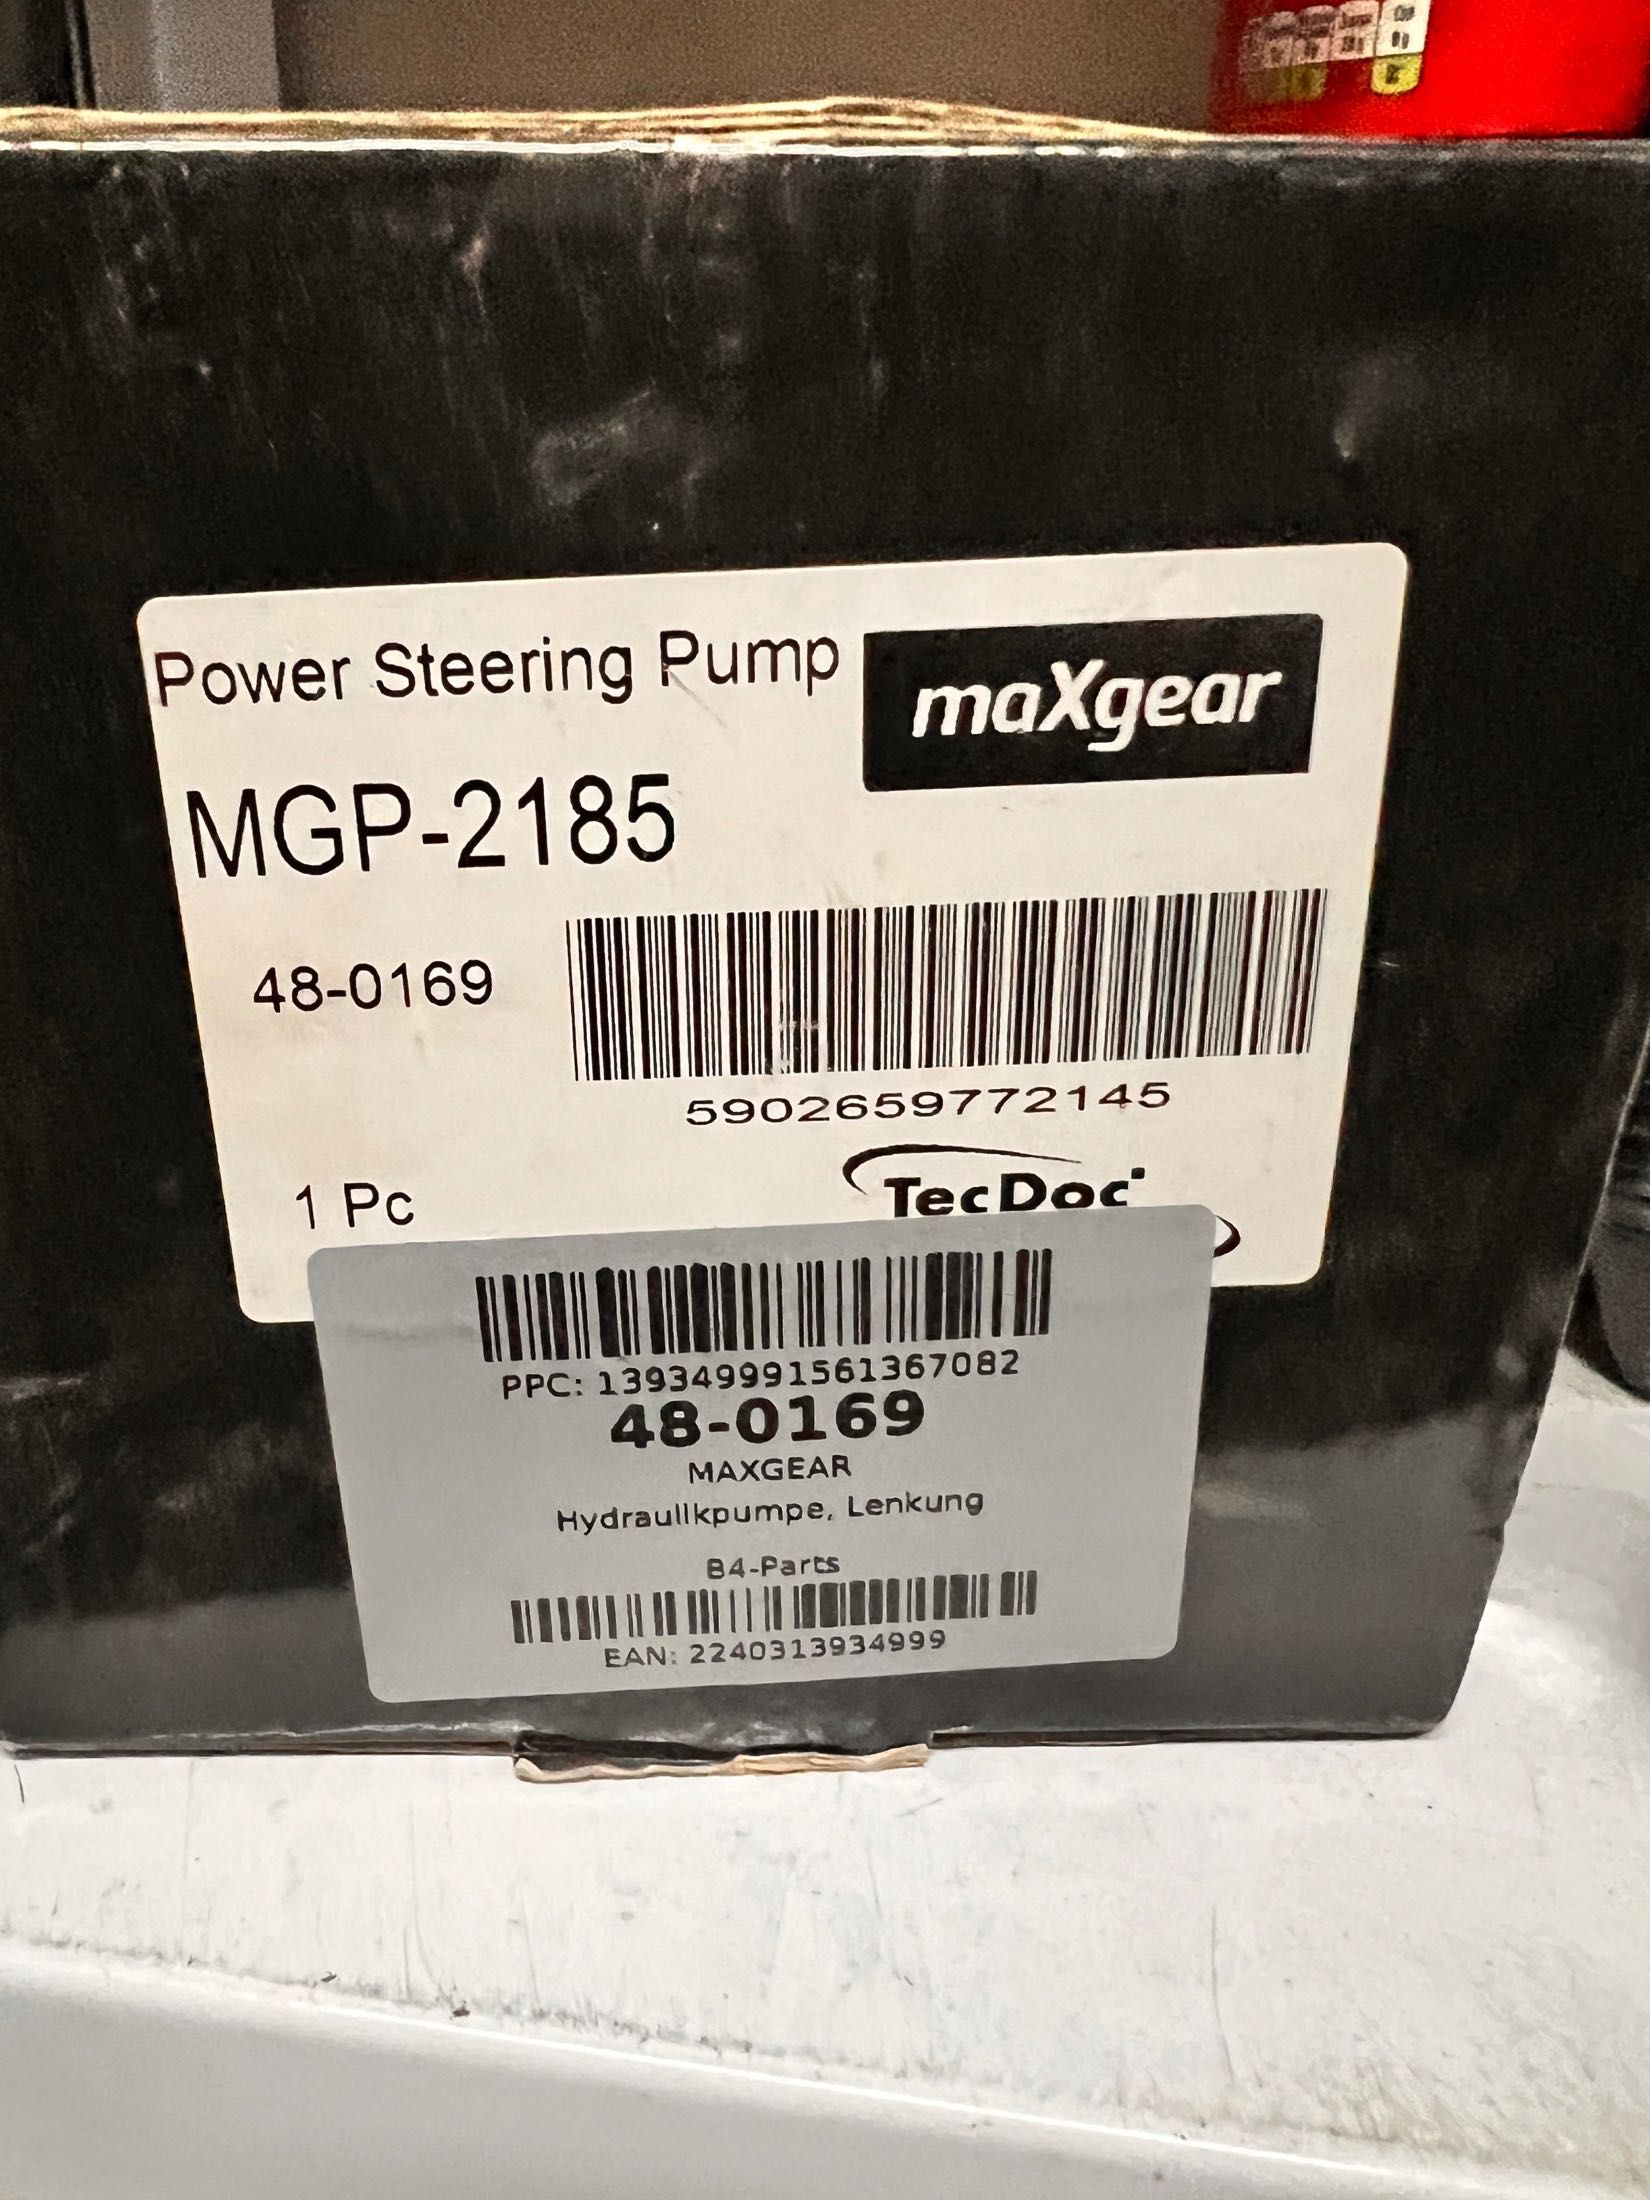 Power Steering Pump
maXgear
MGP-2185
48-0169
5902659772145
1 Pc
TecDoc
PPC: 139349991561367082
48-0169
MAXGEAR
Hydraulikpumpe, Lenkung
B4-Parts
EAN: 2240313934999